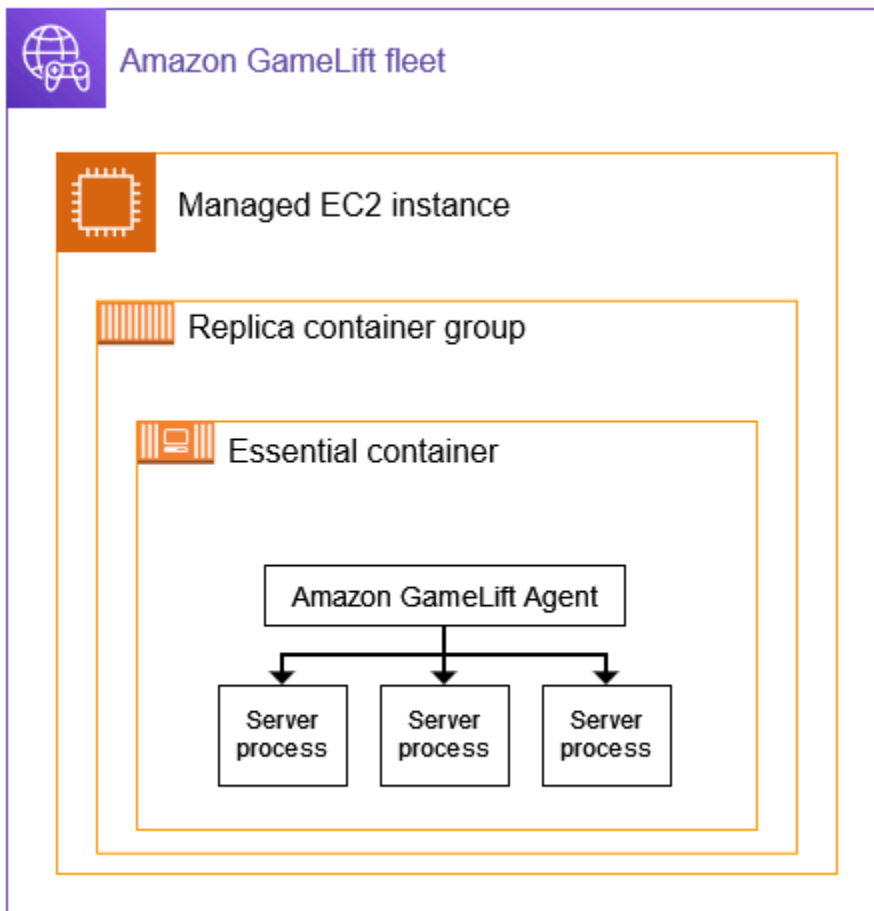 Amazon GameLift fleet
Managed EC2 instance
Replica container group
Essential container
Amazon GameLift Agent
Server
process
Server
process
Server
process